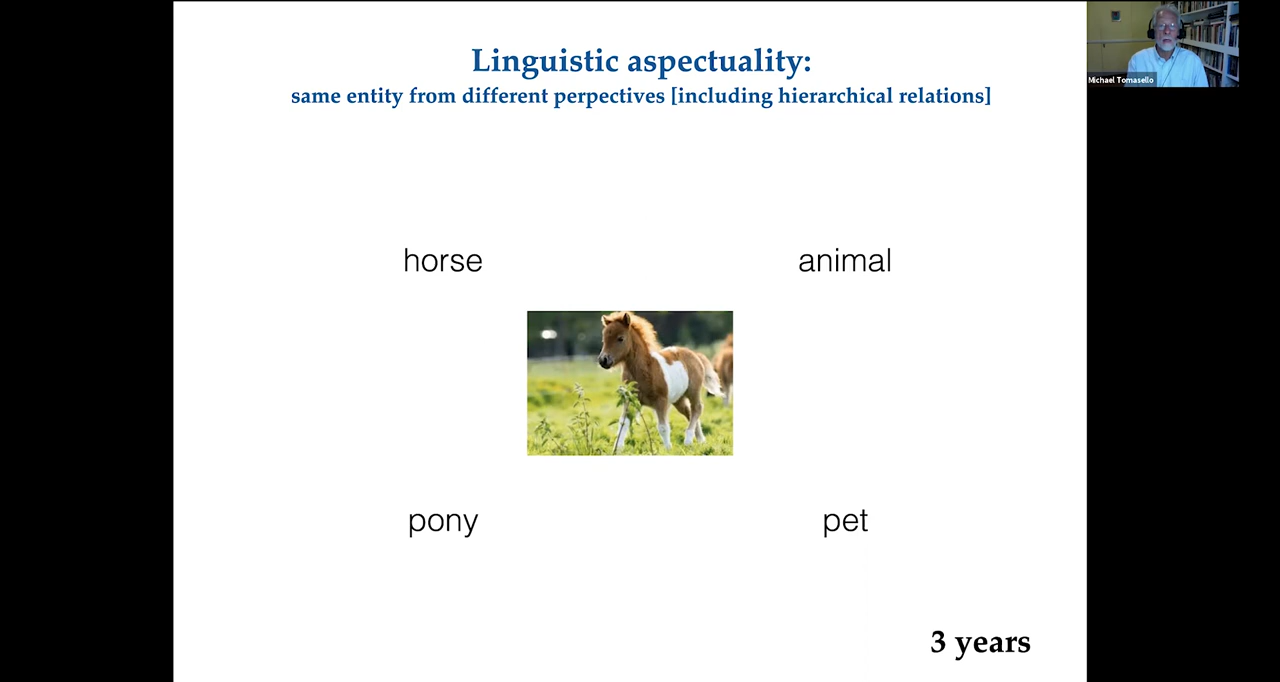 Linguistic aspectuality:
same entity from different perpectives [including hierarchical relations]
Michael Tomasello
horse
animal
pony
pet
3 years